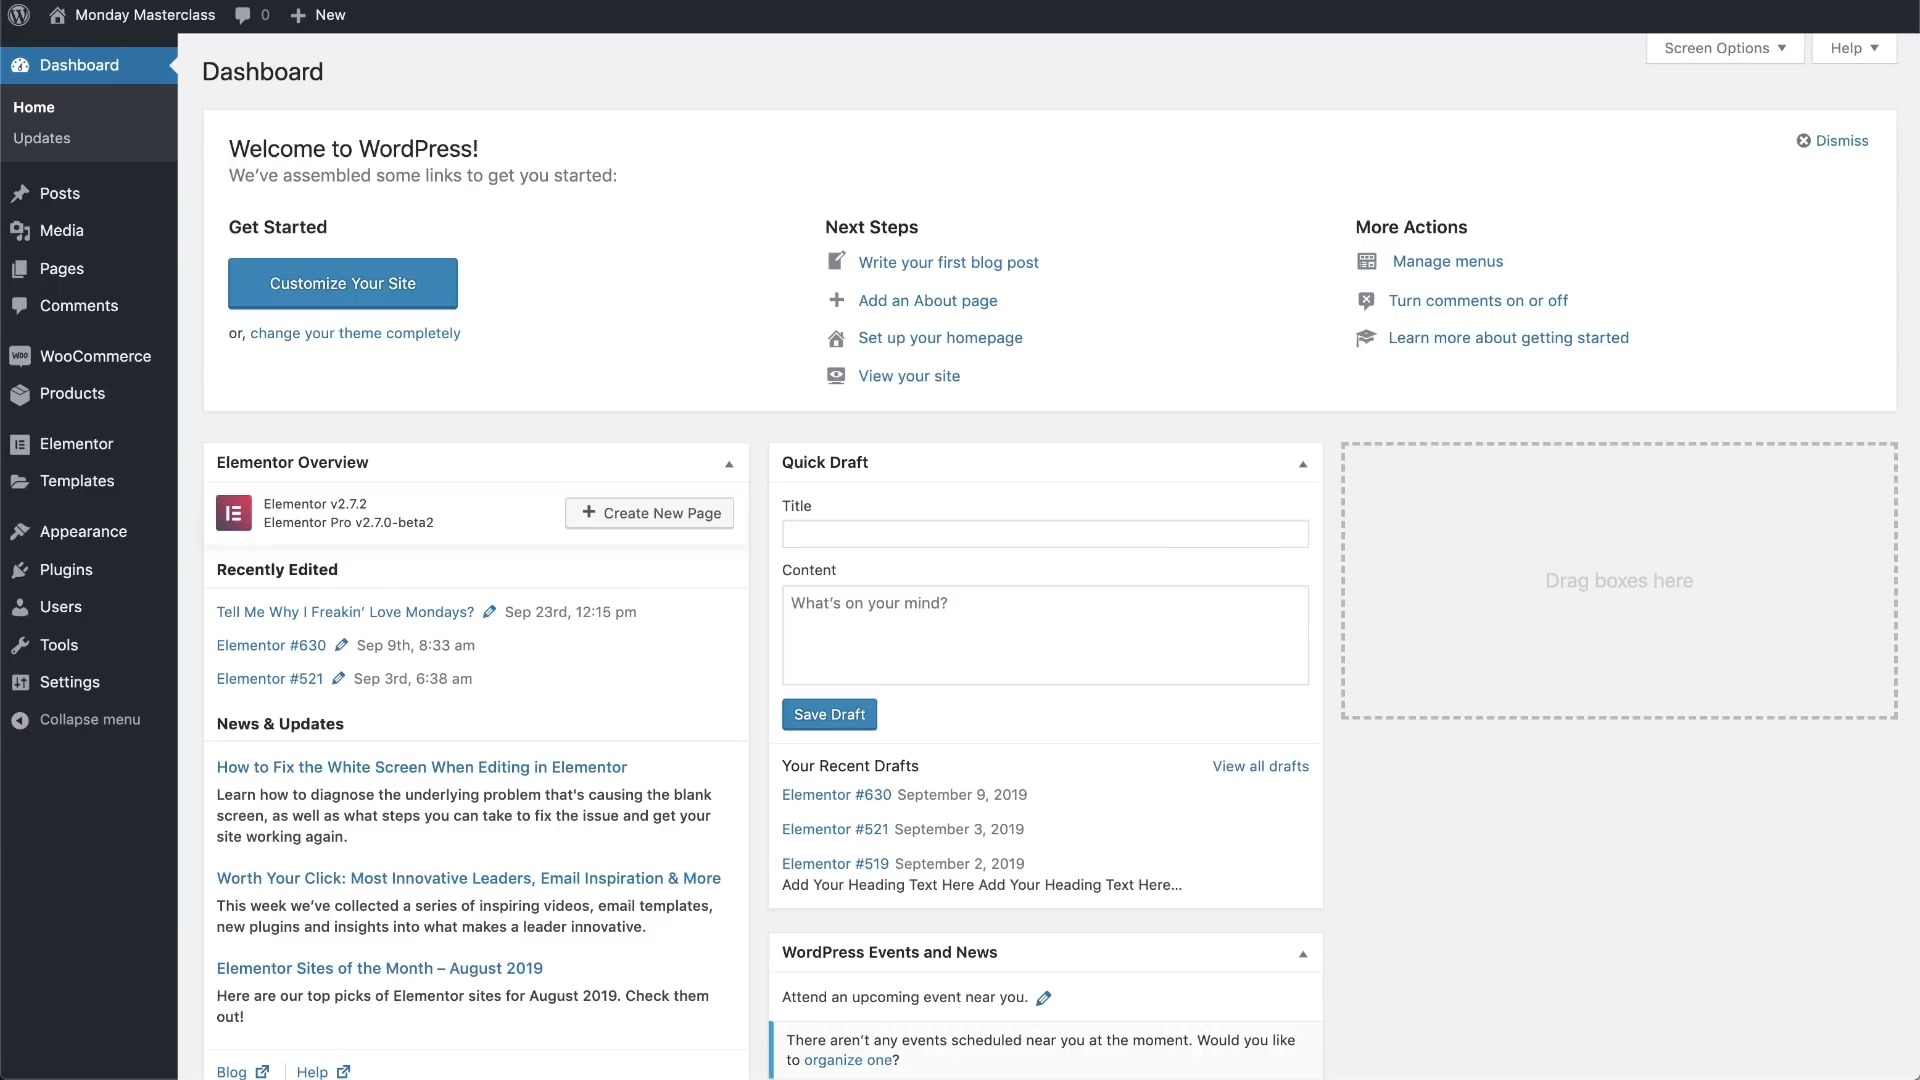 Monday Masterclass
0
New
Dashboard
Home
Updates
Posts
Media
Pages
Comments
WOO
WooCommerce
Products
Elementor
Templates
Appearance
Plugins
Users
Tools
Settings
Collapse menu
Screen Options
Help
Dashboard
Welcome to WordPress!
We’ve assembled some links to get you started:
Dismiss
Get Started
Customize Your Site
or, change your theme completely
Next Steps
Write your first blog post
Add an About page
Set up your homepage
View your site
More Actions
Manage menus
Turn comments on or off
Learn more about getting started
Elementor Overview
Elementor v2.7.2
Elementor Pro v2.7.0-beta2
Create New Page
Recently Edited
Tell Me Why I Freakin’ Love Mondays? Sep 23rd, 12:15 pm
Elementor #630 Sep 9th, 8:33 am
Elementor #521 Sep 3rd, 6:38 am
News & Updates
How to Fix the White Screen When Editing in Elementor
Learn how to diagnose the underlying problem that's causing the blank
screen, as well as what steps you can take to fix the issue and get your
site working again.
Worth Your Click: Most Innovative Leaders, Email Inspiration & More
This week we’ve collected a series of inspiring videos, email templates,
new plugins and insights into what makes a leader innovative.
Elementor Sites of the Month – August 2019
Here are our top picks of Elementor sites for August 2019. Check them
out!
Blog
Help
Quick Draft
Title
Content
What’s on your mind?
Save Draft
Your Recent Drafts
View all drafts
Elementor #630 September 9, 2019
Elementor #521 September 3, 2019
Elementor #519 September 2, 2019
Add Your Heading Text Here Add Your Heading Text Here…
WordPress Events and News
Attend an upcoming event near you.
There aren’t any events scheduled near you at the moment. Would you like
to organize one?
Drag boxes here